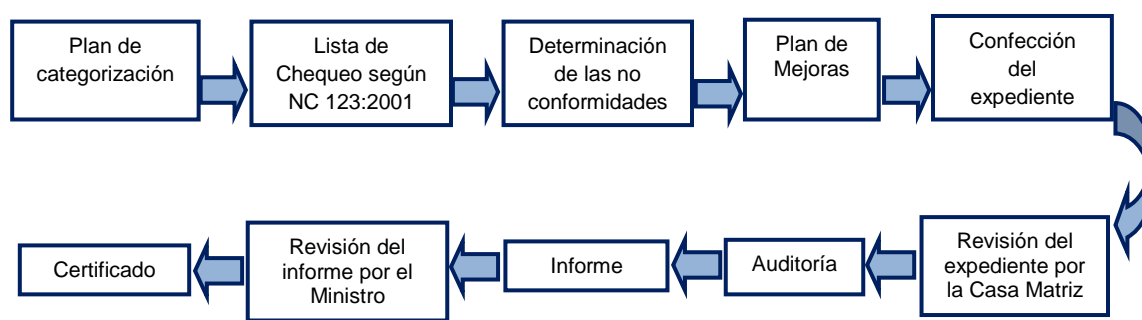 Plan de
categorización
Lista de
Chequeo según
NC 123:2001
Determinación
de las no
conformidades
Plan de
Mejoras
Confección
del
expediente
Revisión del
expediente por
la Casa Matriz
Auditoría
Informe
Revisión del
informe por el
Ministro
Certificado